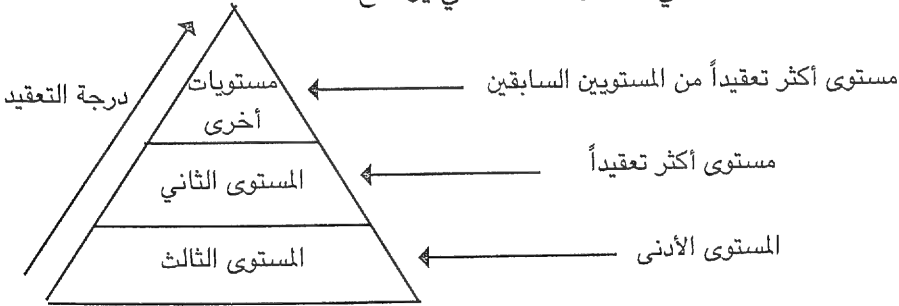 مستوى أكثر تعقيداً من المستويين السابقين
مستويات
أخرى
درجة التعقيد
مستوى أكثر تعقيداً
المستوى الثاني
المستوى الأدنى
المستوى الثالث